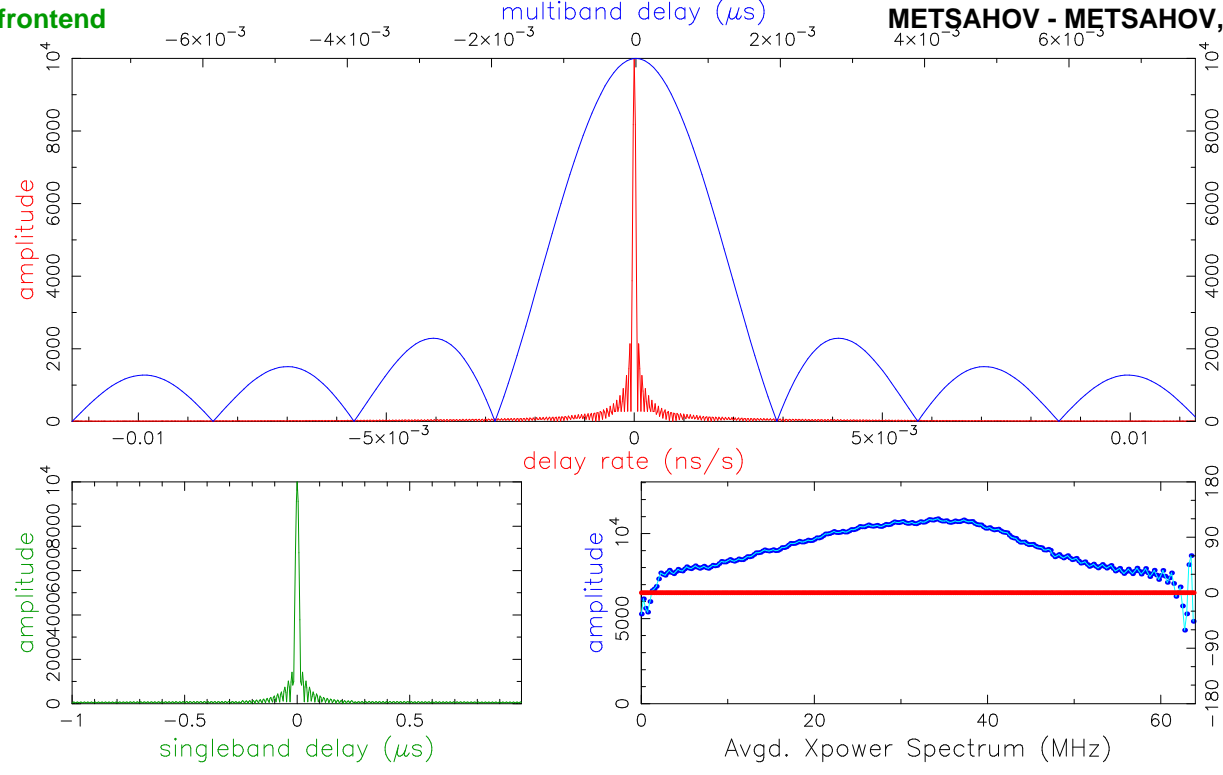 frontend
multiband delay (μs)
METSAHOV - METSAHOV,
−6×10⁻³ −4×10⁻³ −2×10⁻³ 0 2×10⁻³ 4×10⁻³ 6×10⁻³
amplitude
0 2000 4000 6000 8000 10⁴
0 2000 4000 6000 8000 10⁴
−0.01 −5×10⁻³ 0 5×10⁻³ 0.01
delay rate (ns/s)
amplitude
0 2000 4000 6000 8000 10⁴
−1 −0.5 0 0.5
singleband delay (μs)
amplitude
0 5000 10⁴
−180 −90 0 90 180
0 20 40 60
Avgd. Xpower Spectrum (MHz)